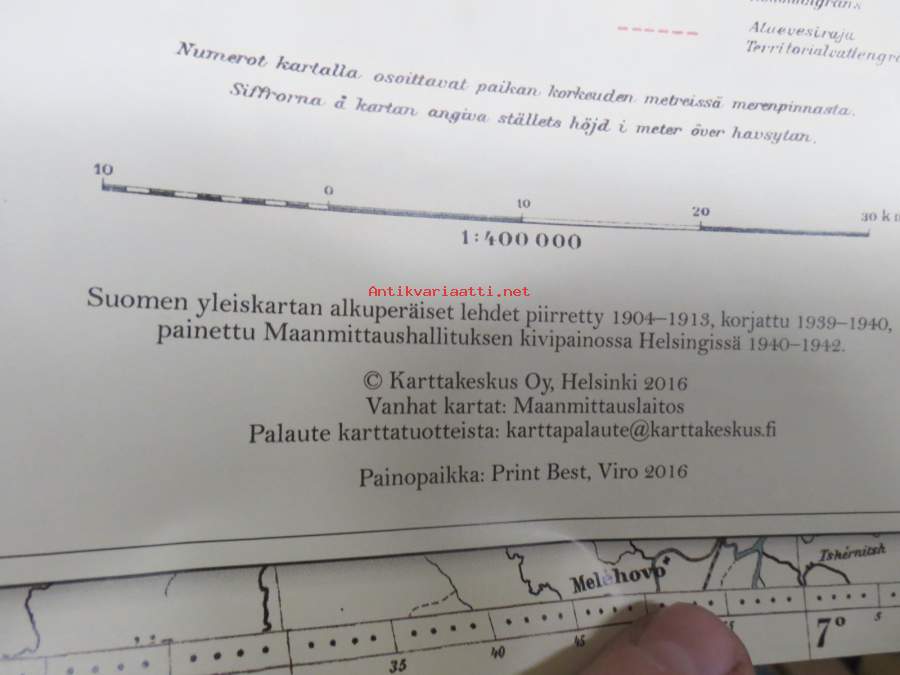 Aluevesiraja
Numerot kartalla osoittavat paikan korkeuden metreissä merenpinnasta.
Siffrorna å kartan angiva ställets höjd i meter över havsytan.
10 0 10 20 30 km
1:400 000
Antikvariaatti.net
Suomen yleiskartan alkuperäiset lehdet piirretty 1904–1913, korjattu 1939–1940,
painettu Maanmittaushallituksen kivipainossa Helsingissä 1940–1942.
© Karttakeskus Oy, Helsinki 2016
Vanhat kartat: Maanmittauslaitos
Palaute karttatuotteista: karttapalaute@karttakeskus.fi
Painopaikka: Print Best, Viro 2016
Melehovo
35 40 45 7° 5